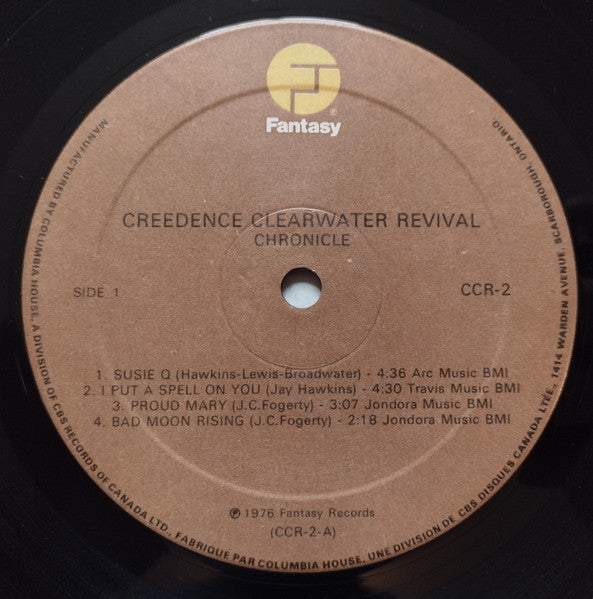 ®
Fantasy
CREEDENCE CLEARWATER REVIVAL
CHRONICLE
SIDE 1
CCR-2
1. SUSIE Q (Hawkins-Lewis-Broadwater) - 4:36 Arc Music BMI
2. I PUT A SPELL ON YOU (Jay Hawkins) - 4:30 Travis Music BMI
3. PROUD MARY (J.C.Fogerty) - 3:07 Jondora Music BMI
4. BAD MOON RISING (J.C.Fogerty) - 2:18 Jondora Music BMI
℗ 1976 Fantasy Records
(CCR-2-A)
MANUFACTURED BY COLUMBIA HOUSE, A DIVISION OF CBS RECORDS OF CANADA LTD., FABRIQUE PAR COLUMBIA HOUSE, UNE DIVISION DE CBS DISQUES CANADA LTÉE., 1414 WARDEN AVENUE, SCARBOROUGH, ONTARIO.